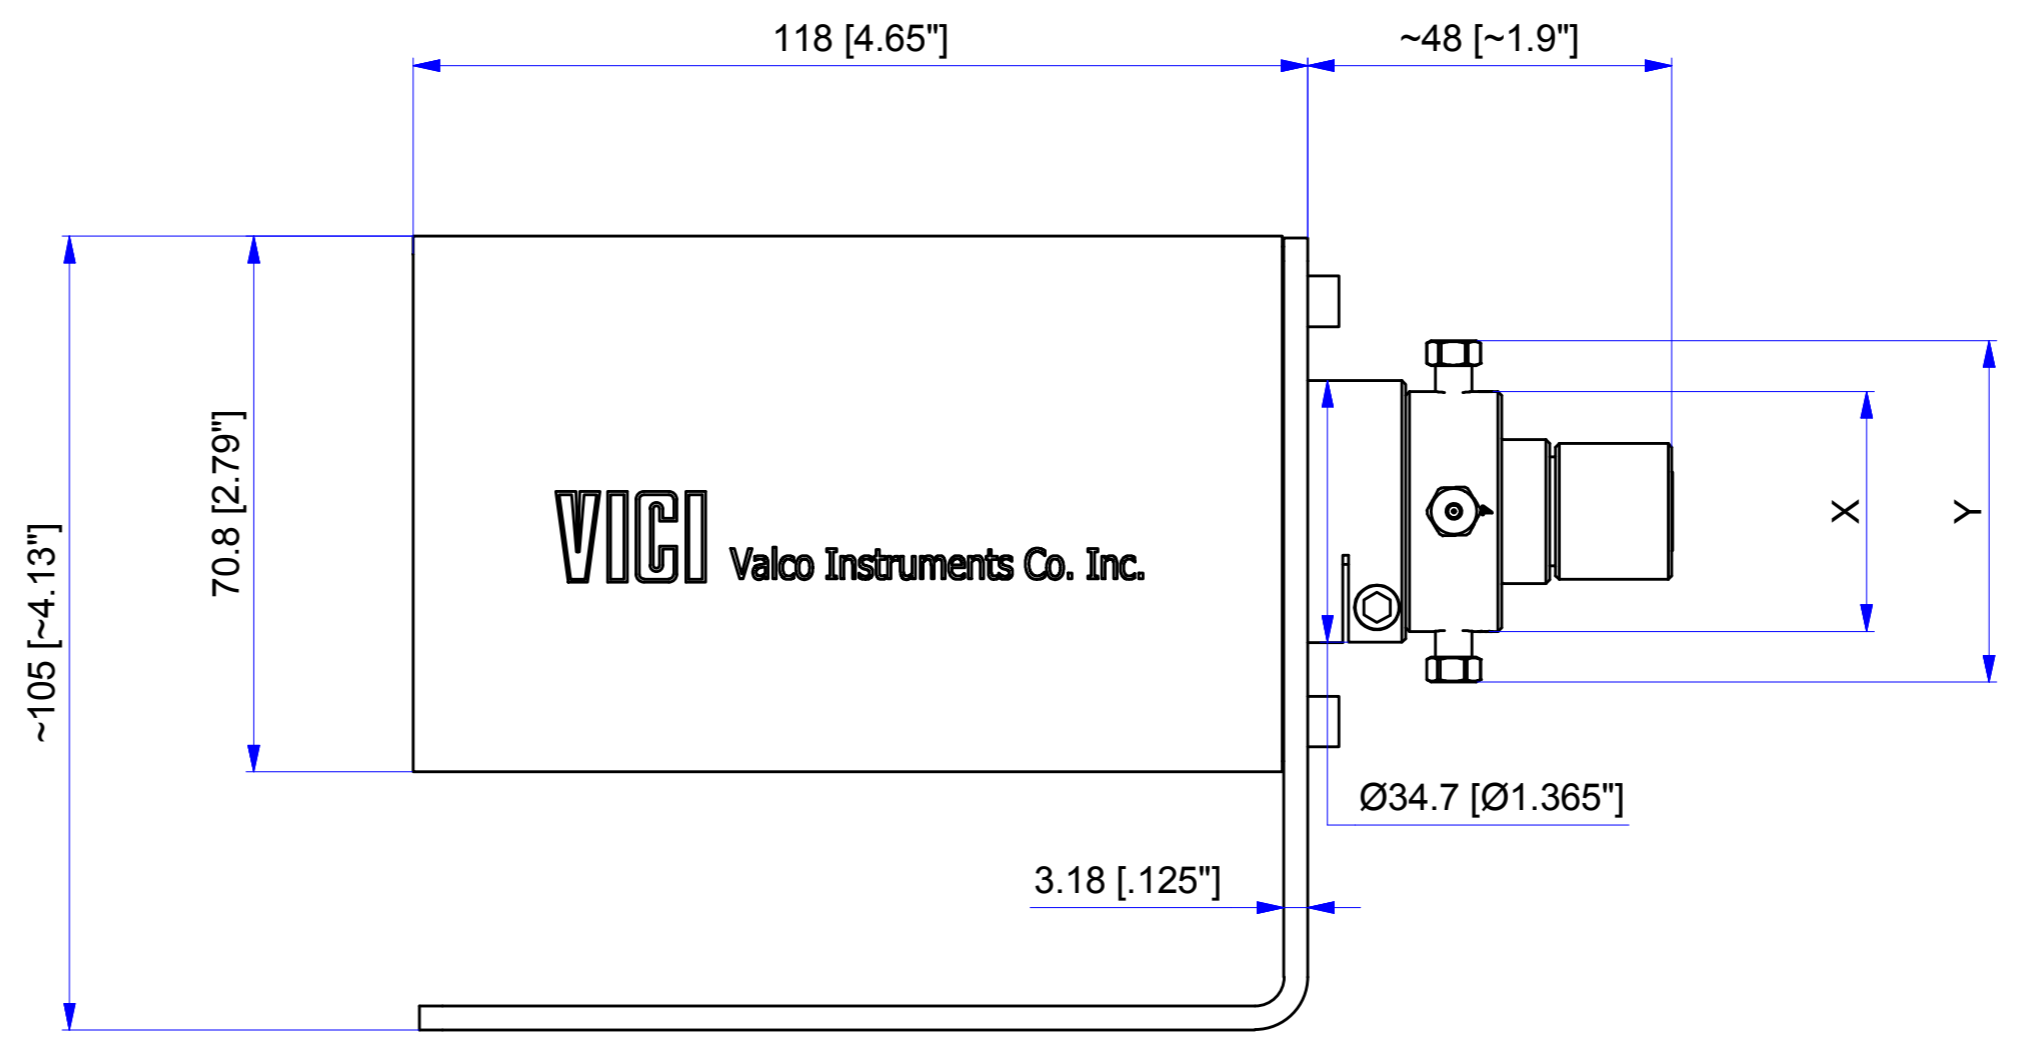 118 [4.65"]
~48 [~1.9"]
~105 [~4.13"]
70.8 [2.79"]
VICI Valco Instruments Co. Inc.
X
Y
Ø34.7 [Ø1.365"]
3.18 [.125"]